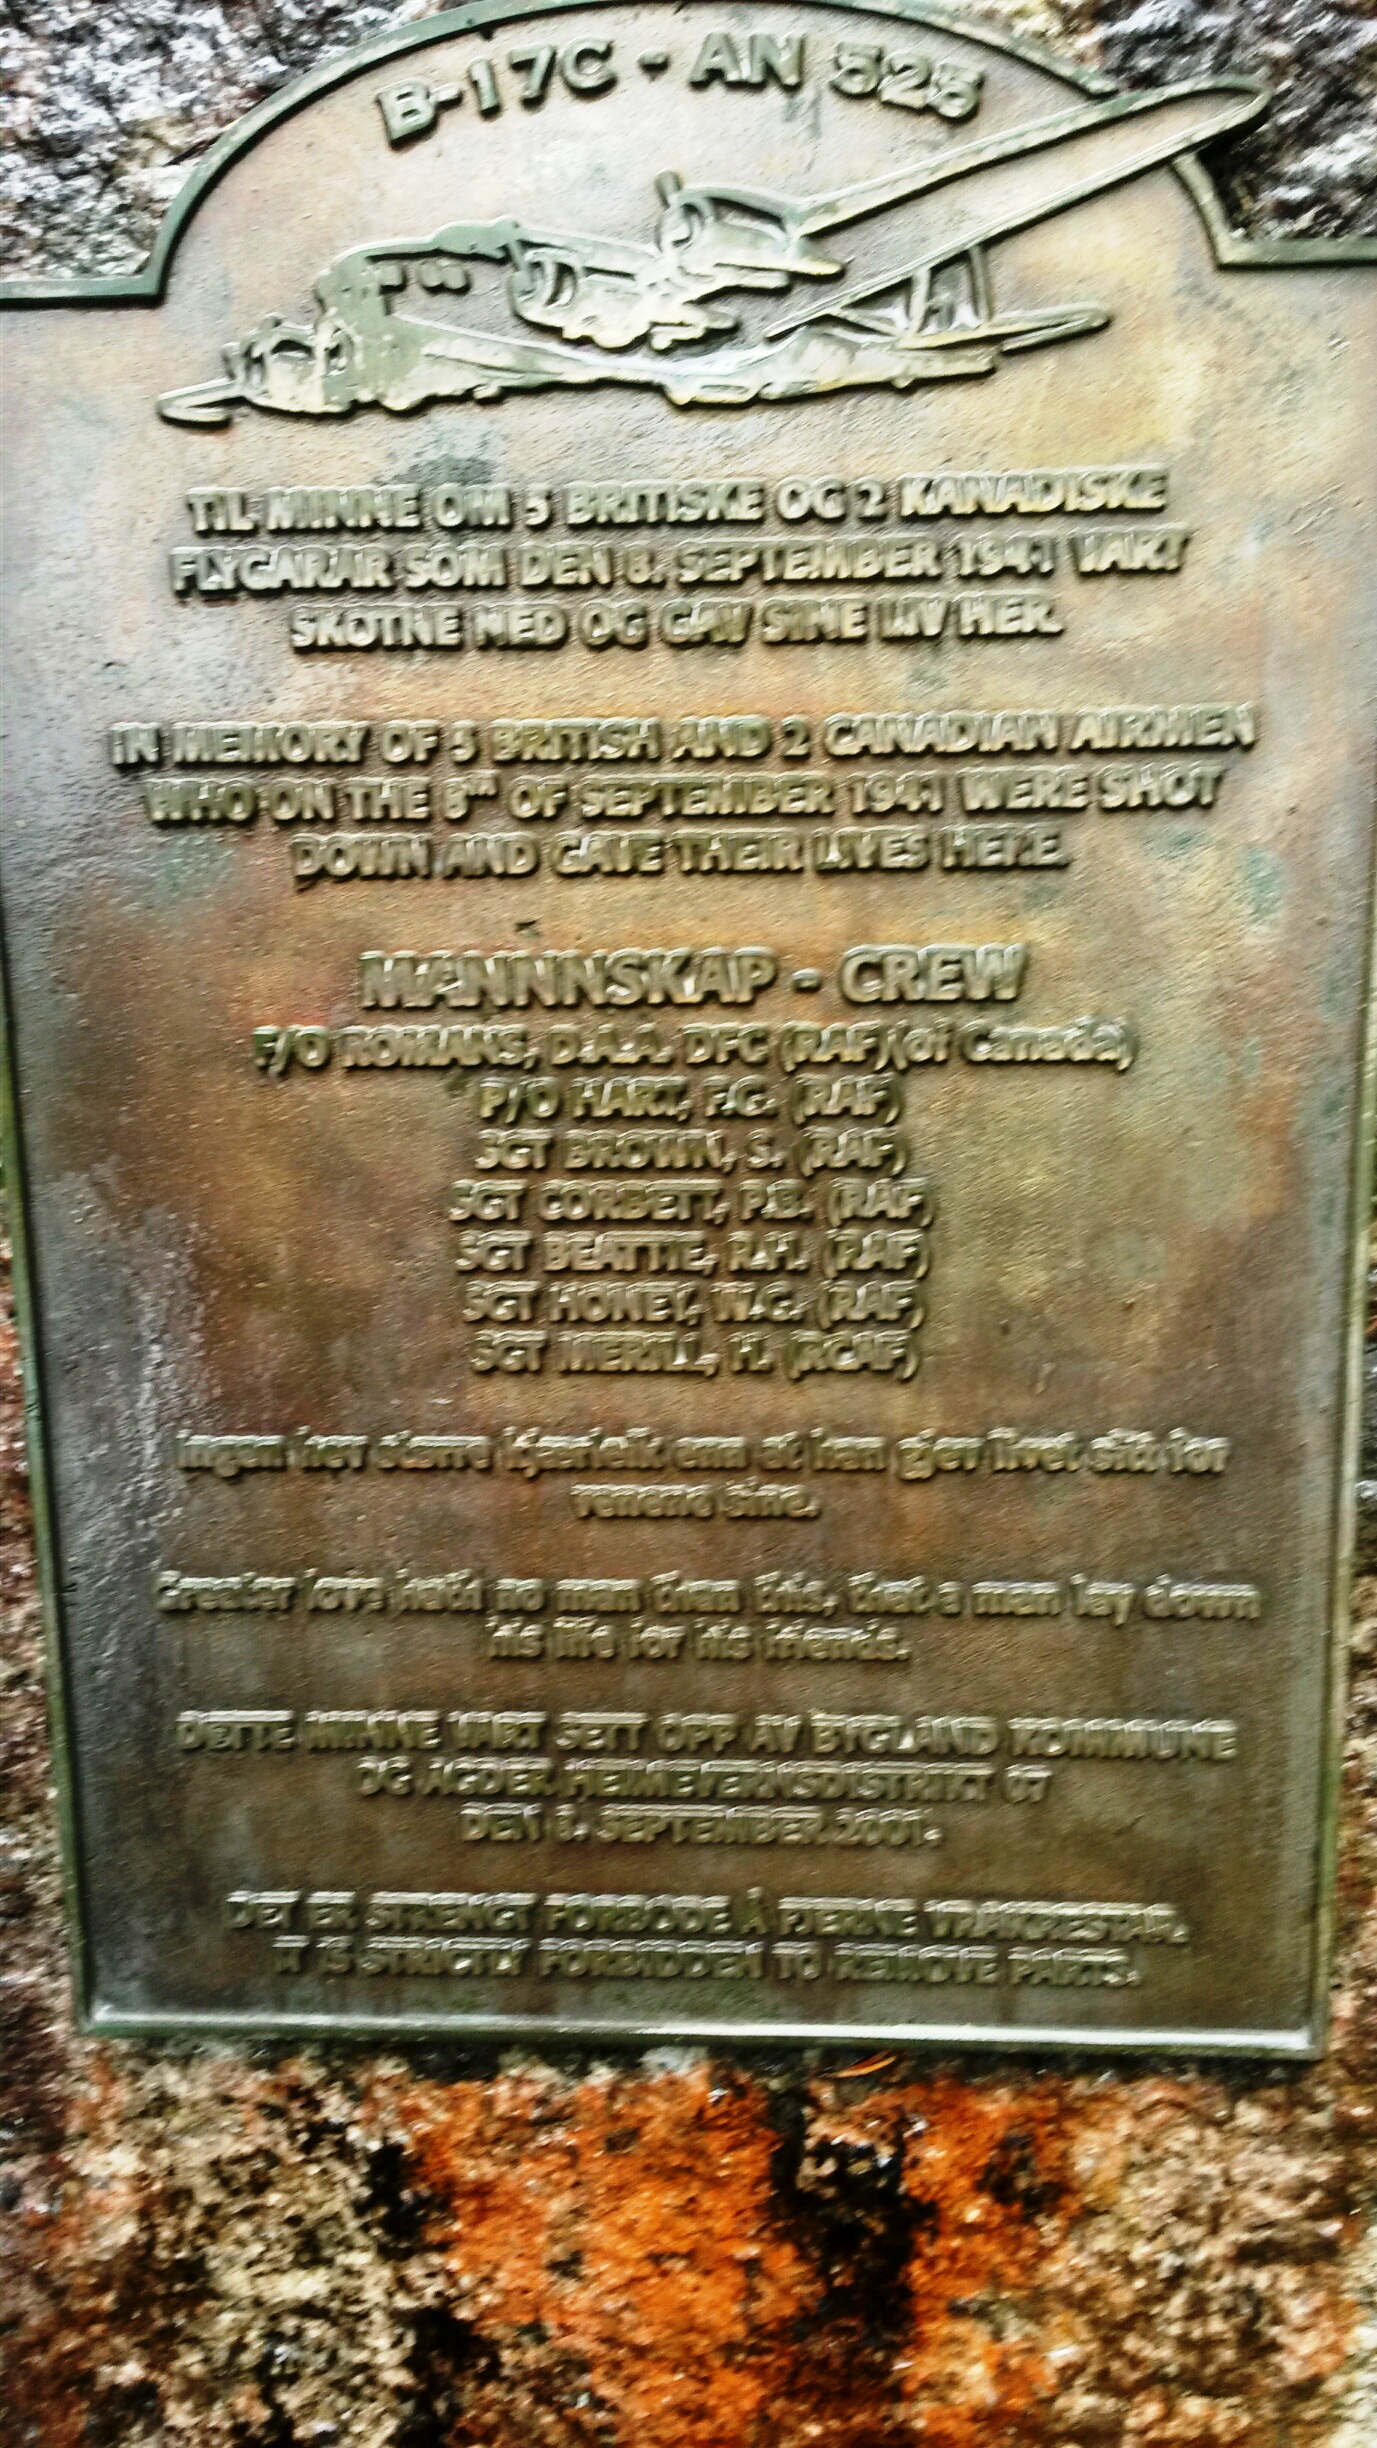 B-17C - AN 525
TIL MINNE OM 5 BRITISKE OG 2 KANADISKE
FLYGARAR SOM DEN 8. SEPTEMBER 1941 VART
SKOTNE NED OG GAV SINE LIV HER.
IN MEMORY OF 5 BRITISH AND 2 CANADIAN AIRMEN
WHO ON THE 8TH OF SEPTEMBER 1941 WERE SHOT
DOWN AND GAVE THEIR LIVES HERE.
MANNNSKAP - CREW
F/O ROMANS, D.A.A. DFC (RAF)(of Canada)
P/O HART, F.G. (RAF)
SGT BROWN, S. (RAF)
SGT CORBETT, P.B. (RAF)
SGT BEATTIE, R.H. (RAF)
SGT HONEY, W.G. (RAF)
SGT MERILL, H. (RCAF)
Ingen hev større kjærleik enn at han gjev livet sitt for
venene sine.
Greater love hath no man than this, that a man lay down
his life for his friends.
DETTE MINNE VART SETT OPP AV BYGLAND KOMMUNE
OG AGDER HEIMEVERNSDISTRIKT 07
DEN 8. SEPTEMBER 2001.
DET ER STRENGT FORBODE Å FJERNE VRAKRESTAR.
IT IS STRICTLY FORBIDDEN TO REMOVE PARTS.